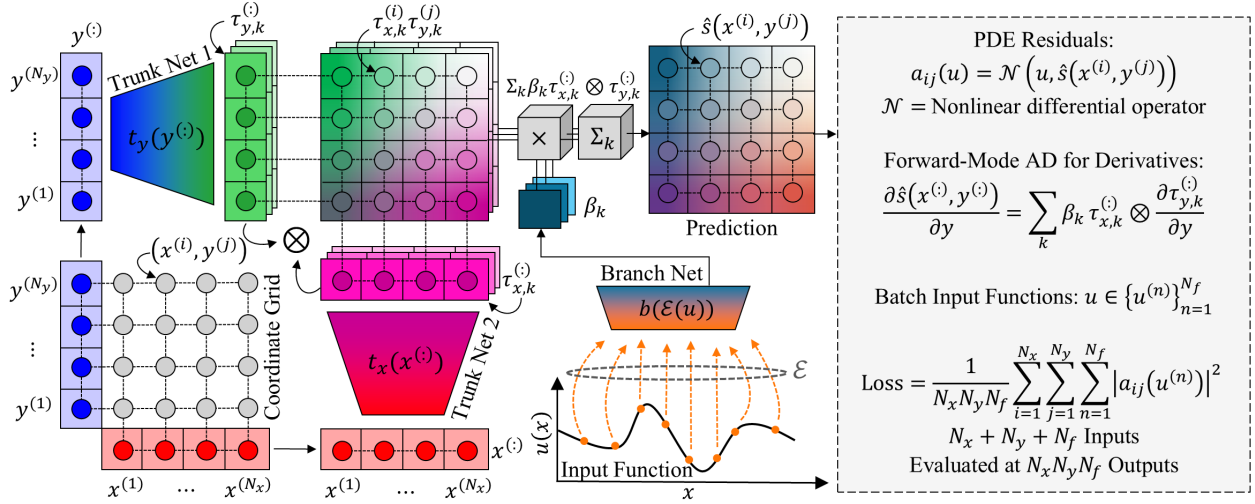 y^{(:)}
y^{(N_y)}
⋮
y^{(1)}
Trunk Net 1
t_y(y^{(:)})
τ_{y,k}^{(:)}
τ_{x,k}^{(i)} τ_{y,k}^{(j)}
Σ_k β_k τ_{x,k}^{(:)} ⊗ τ_{y,k}^{(:)}
×
Σ_k
β_k
ŝ(x^{(i)}, y^{(j)})
Prediction
⊗
(x^{(i)}, y^{(j)})
y^{(N_y)}
⋮
y^{(1)}
Coordinate Grid
x^{(1)} ... x^{(N_x)}
τ_{x,k}^{(:)}
t_x(x^{(:)})
Trunk Net 2
x^{(:)}
x^{(1)} ... x^{(N_x)}
Branch Net
b(ℰ(u))
ℰ
u(x)
Input Function
x
PDE Residuals:
a_{ij}(u) = 𝒩(u, ŝ(x^{(i)}, y^{(j)}))
𝒩 = Nonlinear differential operator
Forward-Mode AD for Derivatives:
∂ŝ(x^{(:)}, y^{(:)})/∂y = ∑_k β_k τ_{x,k}^{(:)} ⊗ ∂τ_{y,k}^{(:)}/∂y
Batch Input Functions: u ∈ {u^{(n)}}_{n=1}^{N_f}
Loss = 1/(N_x N_y N_f) ∑_{i=1}^{N_x} ∑_{j=1}^{N_y} ∑_{n=1}^{N_f} |a_{ij}(u^{(n)})|^2
N_x + N_y + N_f Inputs
Evaluated at N_x N_y N_f Outputs